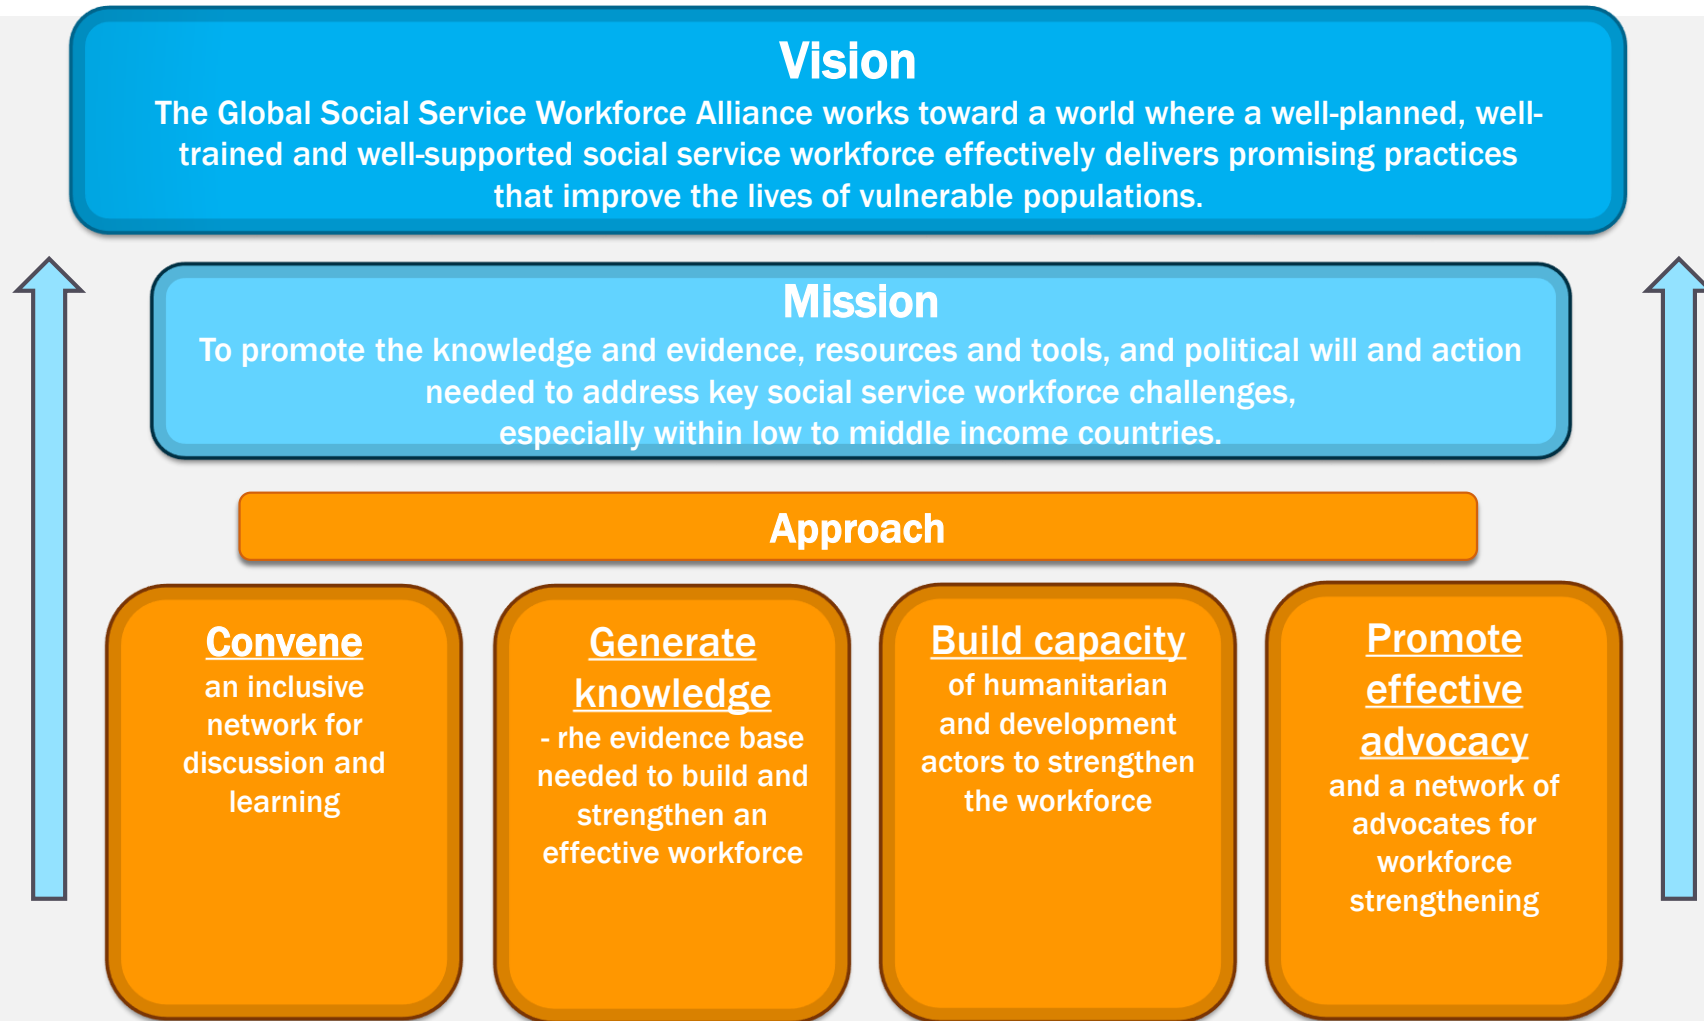 Vision
The Global Social Service Workforce Alliance works toward a world where a well-planned, well-
trained and well-supported social service workforce effectively delivers promising practices
that improve the lives of vulnerable populations.
Mission
To promote the knowledge and evidence, resources and tools, and political will and action
needed to address key social service workforce challenges,
especially within low to middle income countries.
Approach
Convene
an inclusive
network for
discussion and
learning
Generate
knowledge
- rhe evidence base
needed to build and
strengthen an
effective workforce
Build capacity
of humanitarian
and development
actors to strengthen
the workforce
Promote
effective
advocacy
and a network of
advocates for
workforce
strengthening